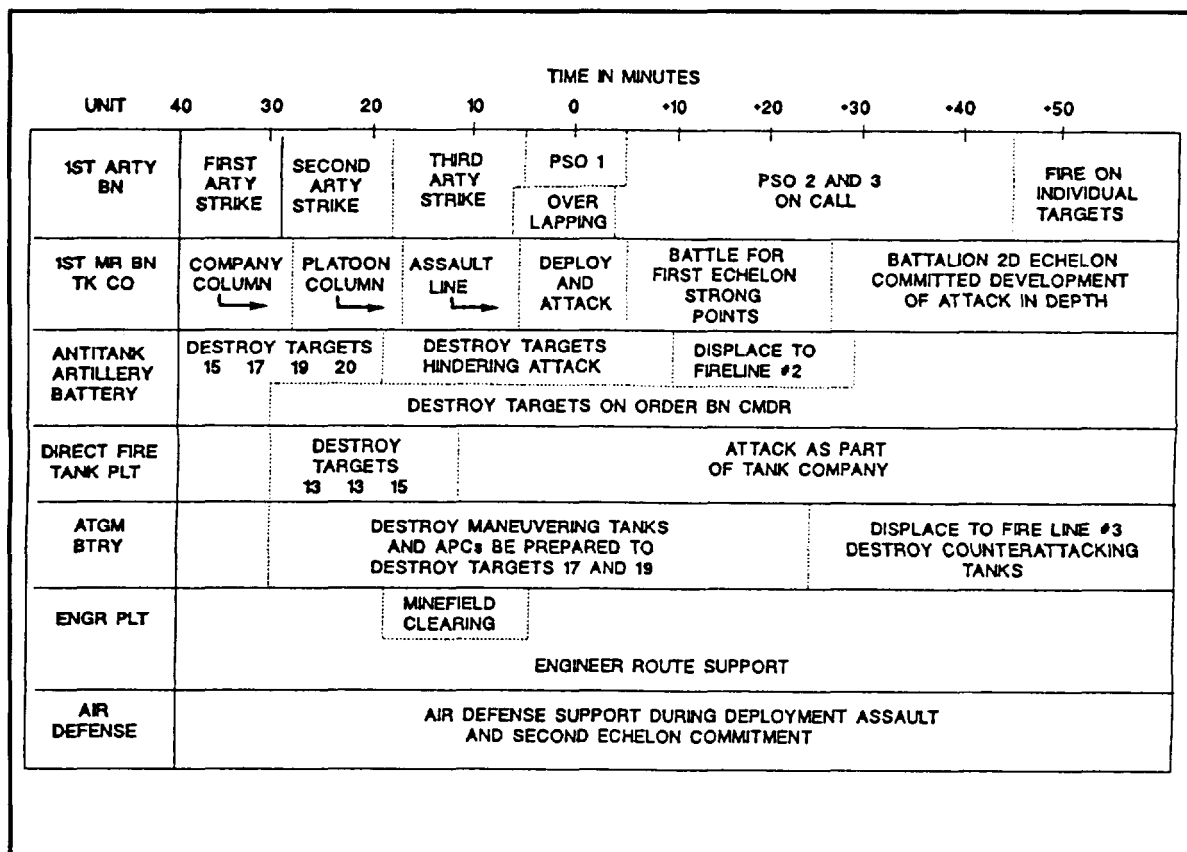 TIME IN MINUTES
UNIT 40 30 20 10 0 +10 +20 +30 +40 +50
1ST ARTY
BN
FIRST
ARTY
STRIKE
SECOND
ARTY
STRIKE
THIRD
ARTY
STRIKE
PSO 1
OVER
LAPPING
PSO 2 AND 3
ON CALL
FIRE ON
INDIVIDUAL
TARGETS
1ST MR BN
TK CO
COMPANY
COLUMN
PLATOON
COLUMN
ASSAULT
LINE
DEPLOY
AND
ATTACK
BATTLE FOR
FIRST ECHELON
STRONG
POINTS
BATTALION 2D ECHELON
COMMITTED DEVELOPMENT
OF ATTACK IN DEPTH
ANTITANK
ARTILLERY
BATTERY
DESTROY TARGETS
15 17 19 20
DESTROY TARGETS
HINDERING ATTACK
DISPLACE TO
FIRELINE #2
DESTROY TARGETS ON ORDER BN CMDR
DIRECT FIRE
TANK PLT
DESTROY
TARGETS
13 13 15
ATTACK AS PART
OF TANK COMPANY
ATGM
BTRY
DESTROY MANEUVERING TANKS
AND APCs BE PREPARED TO
DESTROY TARGETS 17 AND 19
DISPLACE TO FIRE LINE #3
DESTROY COUNTERATTACKING
TANKS
ENGR PLT
MINEFIELD
CLEARING
ENGINEER ROUTE SUPPORT
AIR
DEFENSE
AIR DEFENSE SUPPORT DURING DEPLOYMENT ASSAULT
AND SECOND ECHELON COMMITMENT